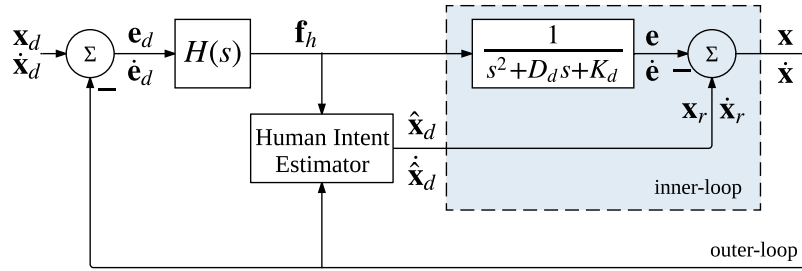 x_d
ẋ_d
Σ
−
e_d
ė_d
H(s)
f_h
Human Intent
Estimator
x̂_d
ẋ̂_d
1
s²+D_d s+K_d
e
ė
−
Σ
x
ẋ
x_r ẋ_r
inner-loop
outer-loop